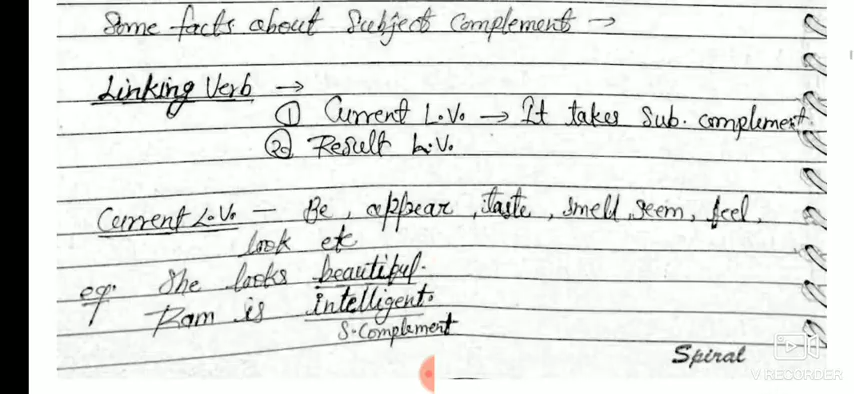 Some facts about Subject Complement →
Linking Verb →
① Current L.V. → It takes Sub. complement
② Result L.V.
Current L.V. — Be, appear, taste, smell, seem, feel,
look etc
eg. She looks beautiful.
Ram is intelligent.
S. Complement
Spiral
V RECORDER